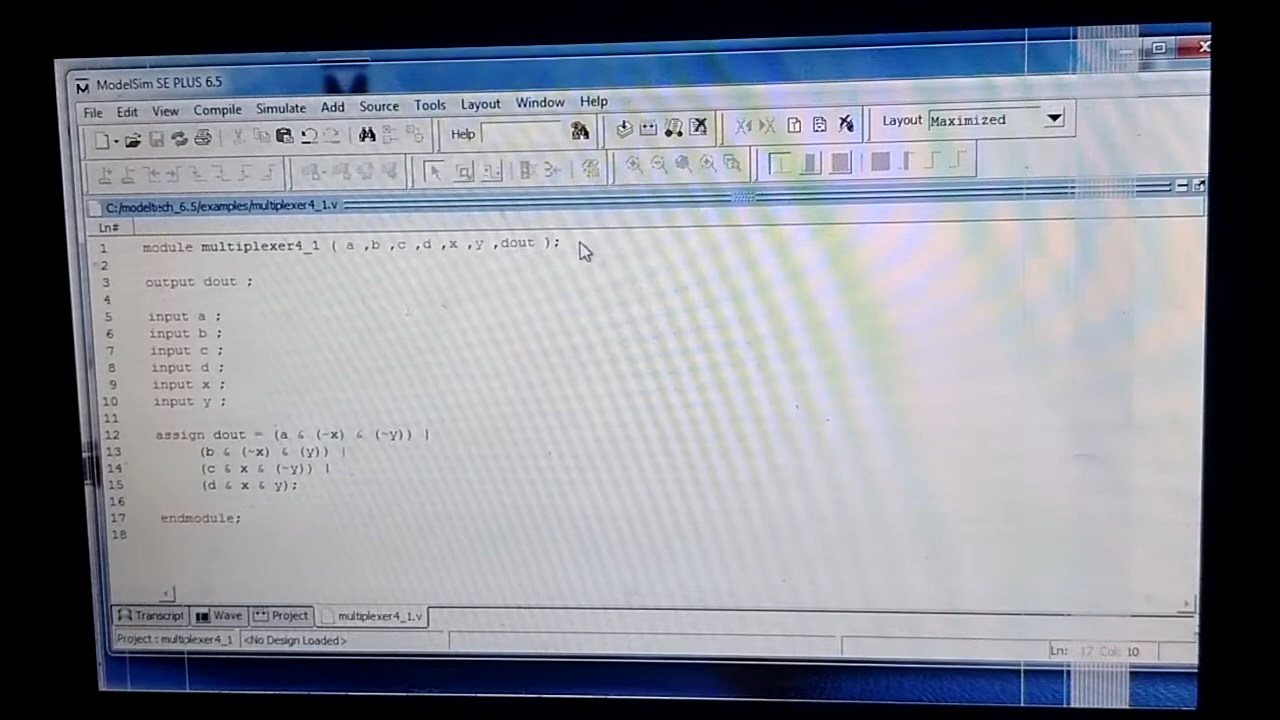 ModelSim SE PLUS 6.5
File Edit View Compile Simulate Add Source Tools Layout Window Help
Help
Layout Maximized
C:/modeltech_6.5/examples/multiplexer4_1.v
Ln#
1 module multiplexer4_1 ( a ,b ,c ,d ,x ,y ,dout );
2
3 output dout ;
4
5 input a ;
6 input b ;
7 input c ;
8 input d ;
9 input x ;
10 input y ;
11
12 assign dout = (a & (~x) & (~y)) |
13 (b & (~x) & (y)) |
14 (c & x & (~y)) |
15 (d & x & y);
16
17 endmodule;
18
Transcript Wave Project multiplexer4_1.v
Project : multiplexer4_1 <No Design Loaded> Ln: 17 Col: 10